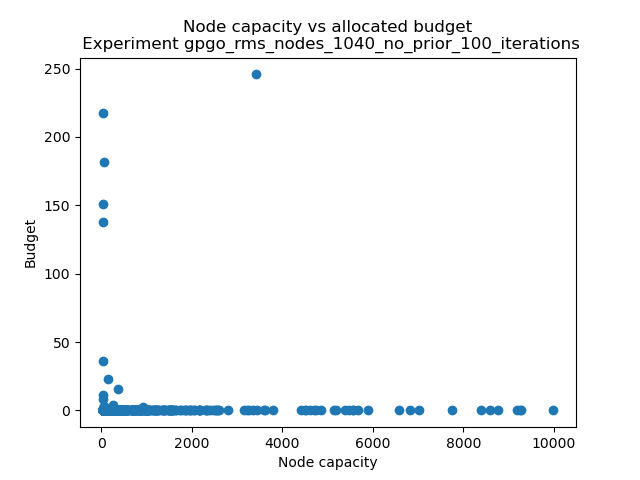 Node capacity vs allocated budget
Experiment gpgo_rms_nodes_1040_no_prior_100_iterations
250
200
150
100
50
0
Budget
0 2000 4000 6000 8000 10000
Node capacity